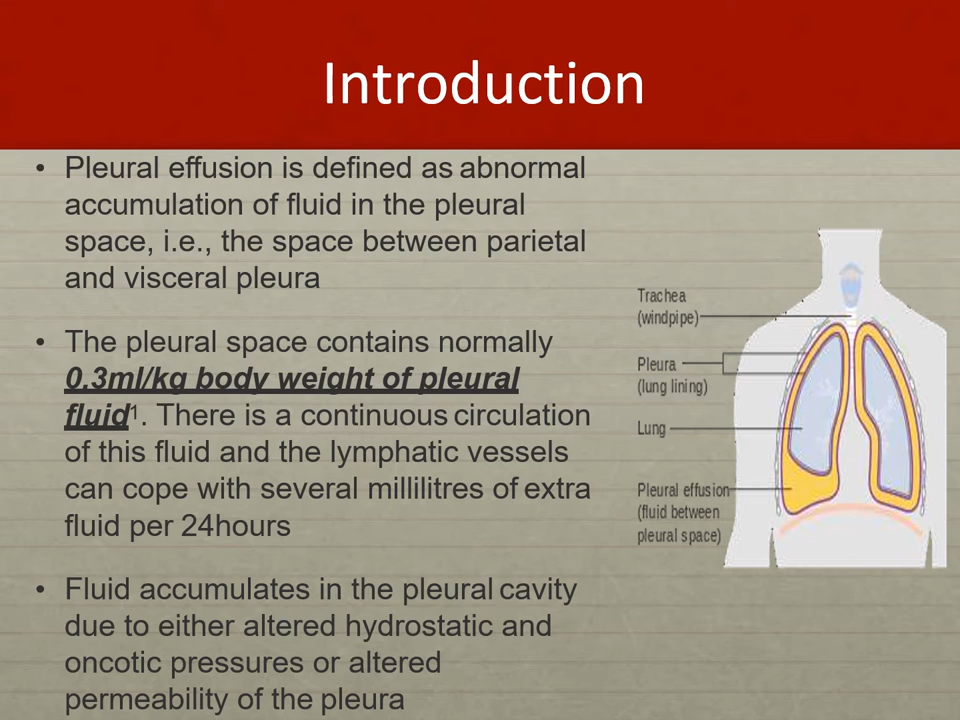 Introduction
• Pleural effusion is defined as abnormal
accumulation of fluid in the pleural
space, i.e., the space between parietal
and visceral pleura
• The pleural space contains normally
0.3ml/kg body weight of pleural
fluid¹. There is a continuous circulation
of this fluid and the lymphatic vessels
can cope with several millilitres of extra
fluid per 24hours
• Fluid accumulates in the pleural cavity
due to either altered hydrostatic and
oncotic pressures or altered
permeability of the pleura
Trachea
(windpipe)
Pleura
(lung lining)
Lung
Pleural effusion
(fluid between
pleural space)